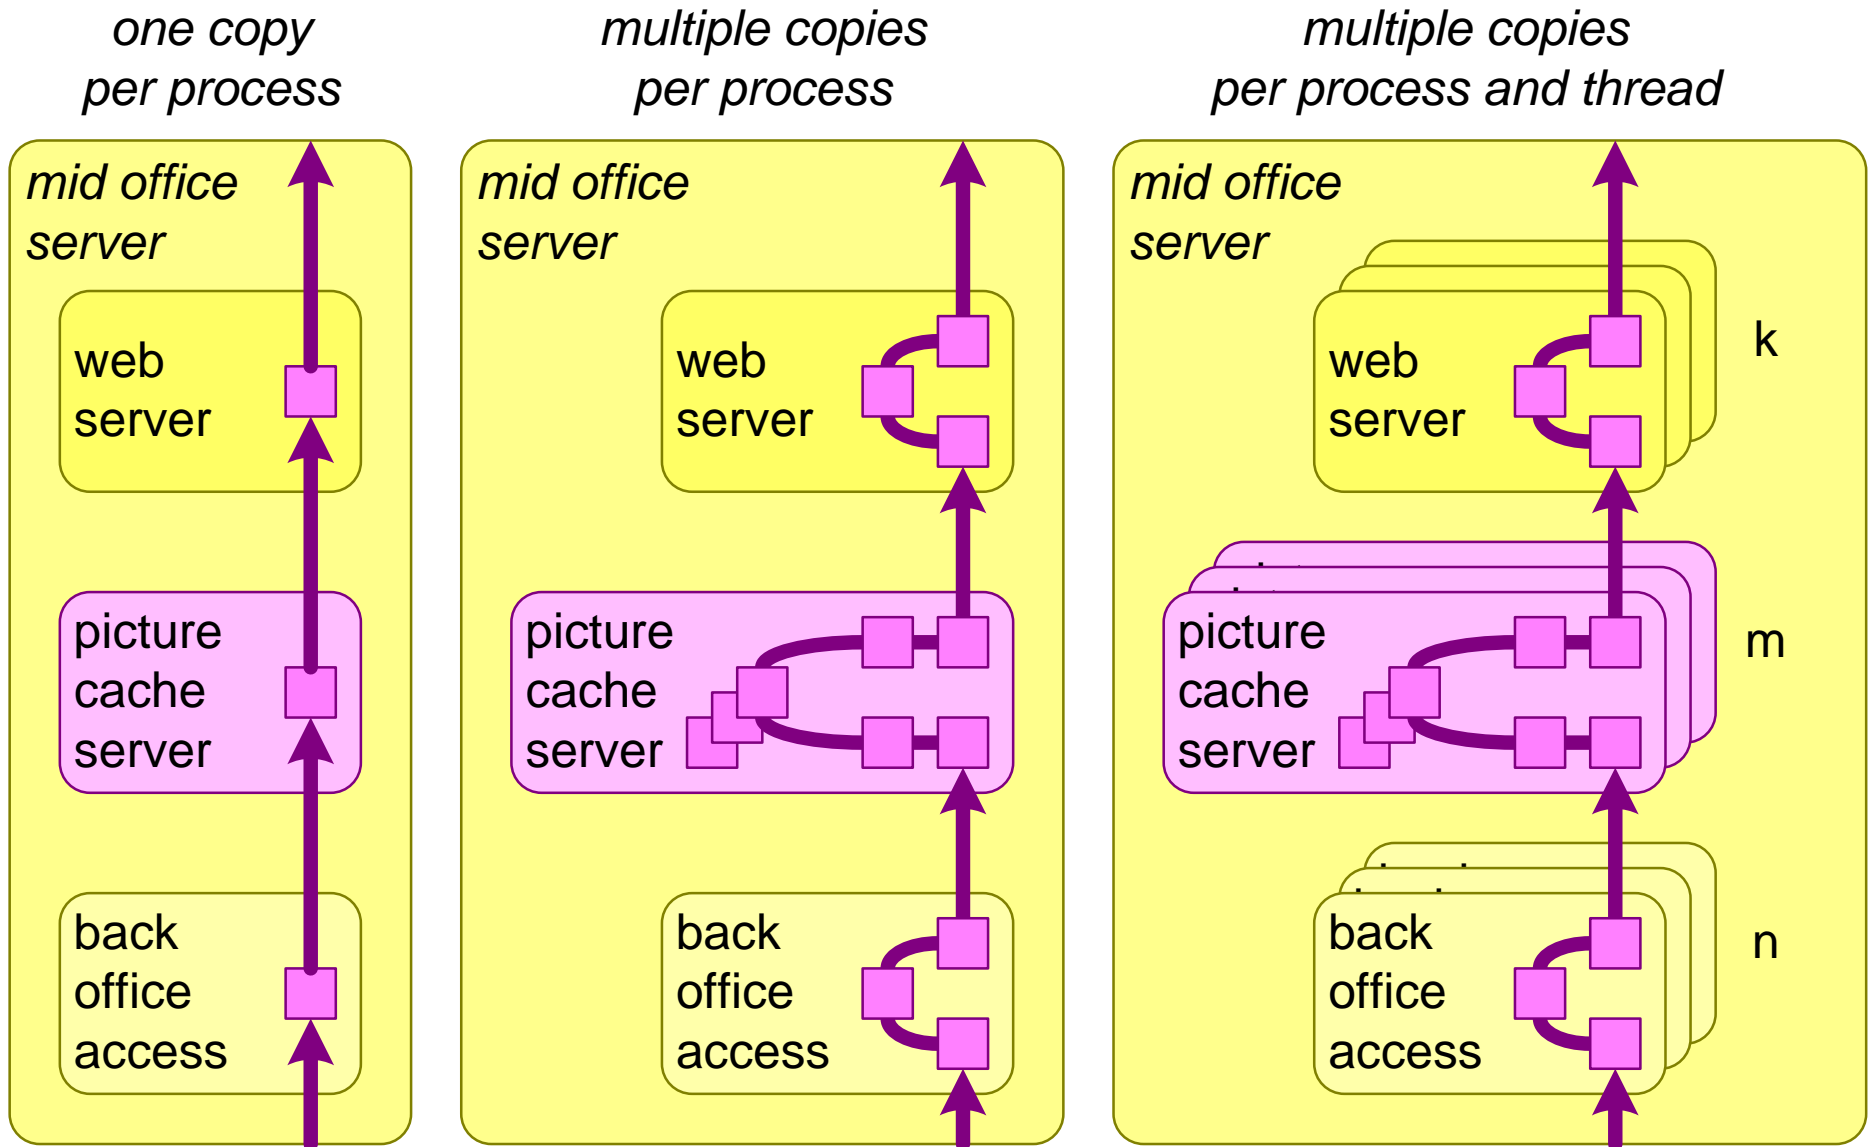 one copy
per process
mid office
server
web
server
picture
cache
server
back
office
access
multiple copies
per process
mid office
server
web
server
picture
cache
server
back
office
access
multiple copies
per process and thread
mid office
server
web
server
k
picture
cache
server
m
back
office
access
n